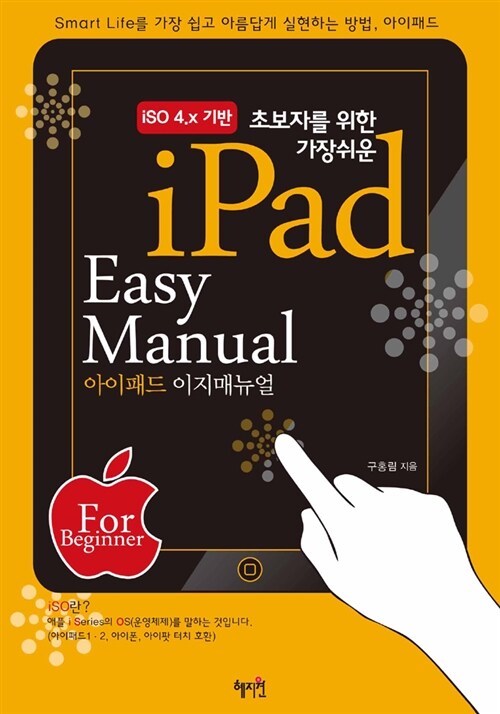 Smart Life를 가장 쉽고 아름답게 실현하는 방법, 아이패드
iSO 4.x 기반
초보자를 위한
가장쉬운
iPad
Easy
Manual
아이패드 이지매뉴얼
구홍림 지음
For
Beginner
iSO란?
애플 i Series의 OS(운영체제)를 말하는 것입니다.
(아이패드1 · 2, 아이폰, 아이팟 터치 호환)
혜지원